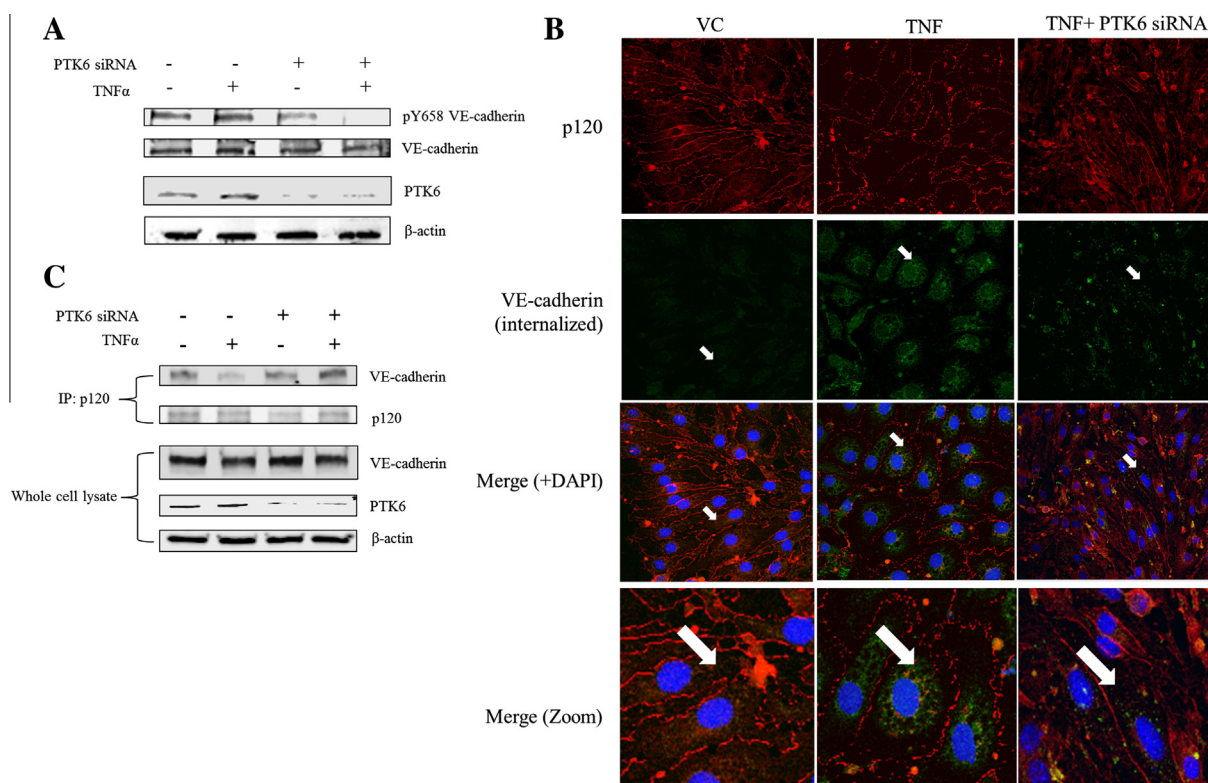 A
PTK6 siRNA - - + +
TNFα - + - +
pY658 VE-cadherin
VE-cadherin
PTK6
β-actin
C
PTK6 siRNA - - + +
TNFα - + - +
IP: p120
VE-cadherin
p120
Whole cell lysate
VE-cadherin
PTK6
β-actin
B
VC TNF TNF+ PTK6 siRNA
p120
VE-cadherin
(internalized)
Merge (+DAPI)
Merge (Zoom)